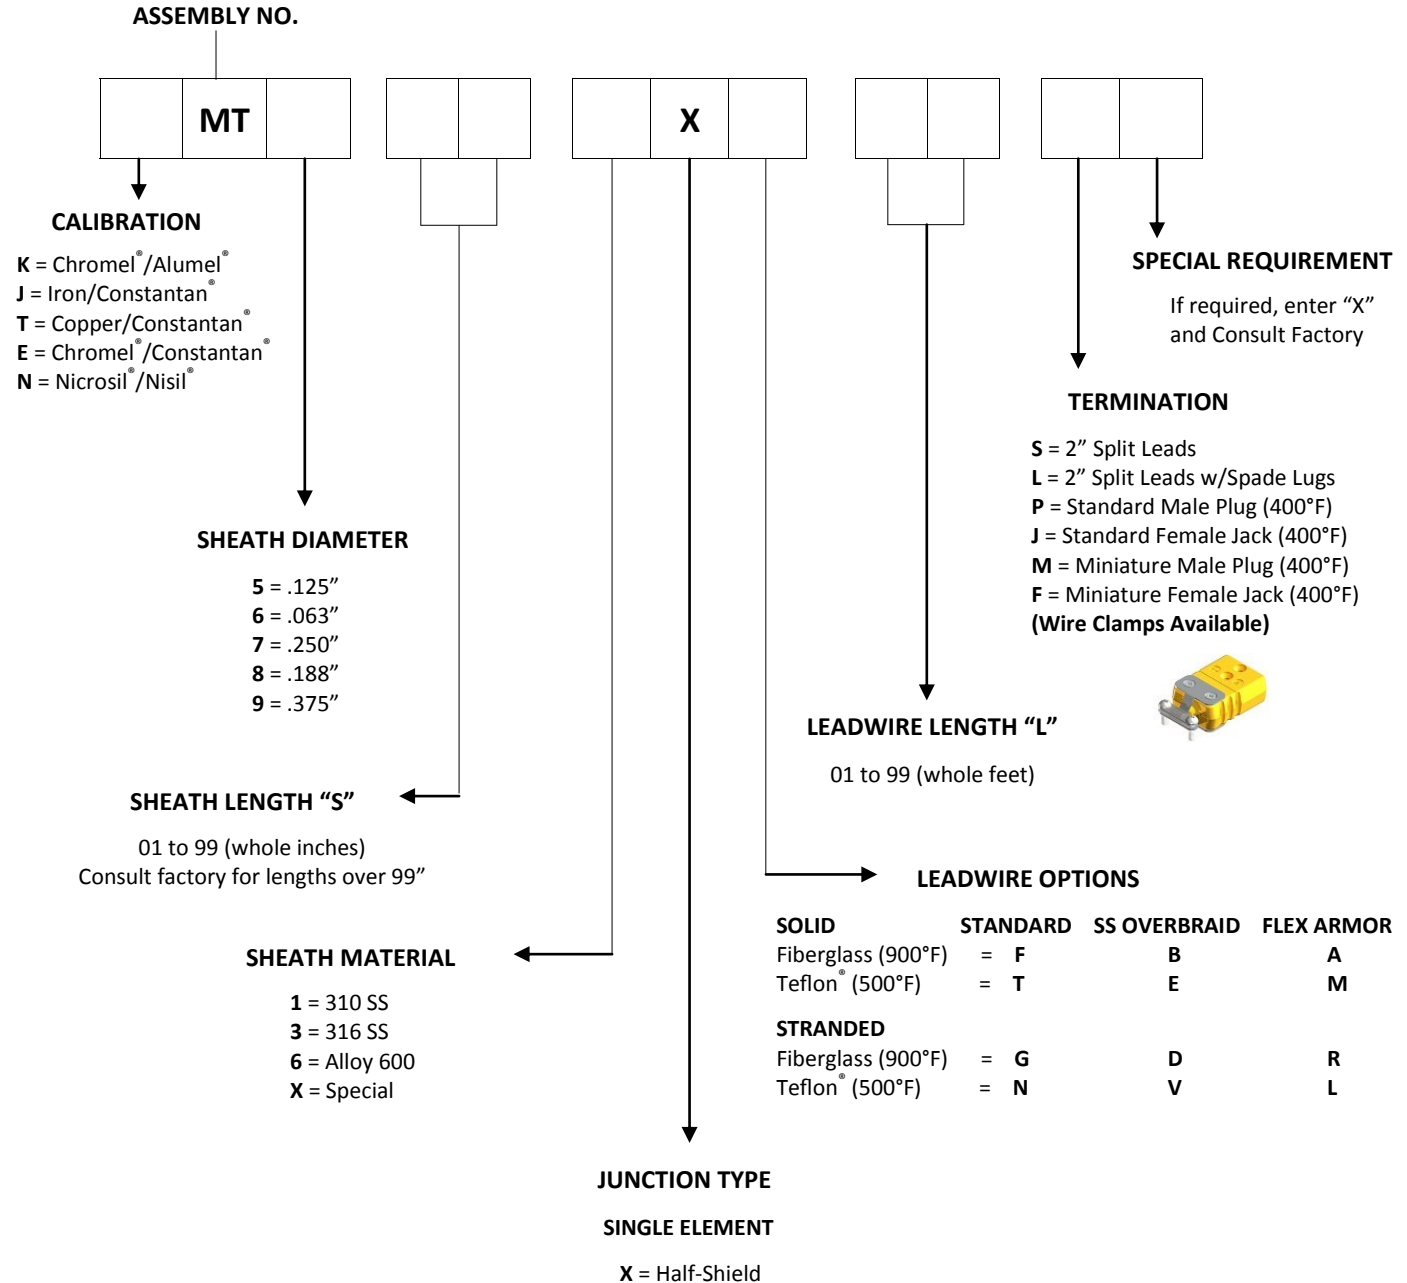 ASSEMBLY NO.
MT
X
CALIBRATION
K = Chromel®/Alumel®
J = Iron/Constantan®
T = Copper/Constantan®
E = Chromel®/Constantan®
N = Nicrosil®/Nisil®
SPECIAL REQUIREMENT
If required, enter “X”
and Consult Factory
TERMINATION
S = 2” Split Leads
L = 2” Split Leads w/Spade Lugs
P = Standard Male Plug (400°F)
J = Standard Female Jack (400°F)
M = Miniature Male Plug (400°F)
F = Miniature Female Jack (400°F)
(Wire Clamps Available)
SHEATH DIAMETER
5 = .125”
6 = .063”
7 = .250”
8 = .188”
9 = .375”
LEADWIRE LENGTH “L”
01 to 99 (whole feet)
SHEATH LENGTH “S”
01 to 99 (whole inches)
Consult factory for lengths over 99”
LEADWIRE OPTIONS
SOLID STANDARD SS OVERBRAID FLEX ARMOR
Fiberglass (900°F) = F B A
Teflon® (500°F) = T E M
STRANDED
Fiberglass (900°F) = G D R
Teflon® (500°F) = N V L
SHEATH MATERIAL
1 = 310 SS
3 = 316 SS
6 = Alloy 600
X = Special
JUNCTION TYPE
SINGLE ELEMENT
X = Half-Shield